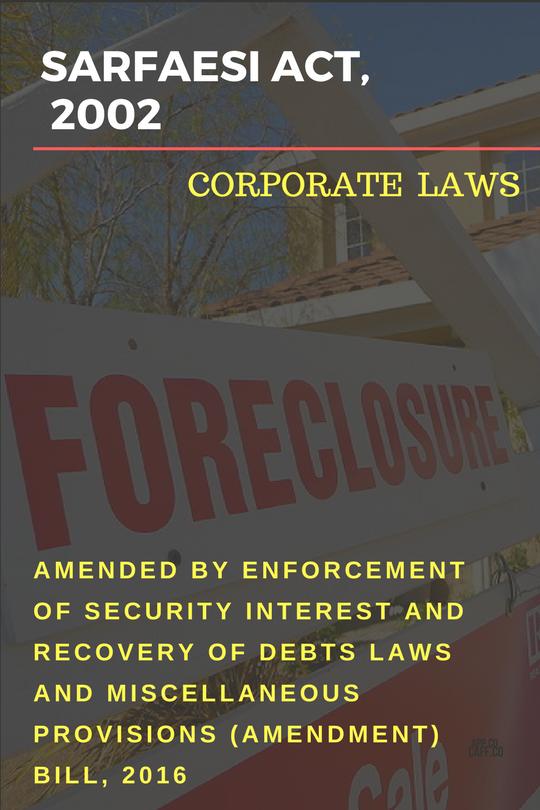 SARFAESI ACT,
2002
CORPORATE LAWS
FORECLOSURE
AMENDED BY ENFORCEMENT
OF SECURITY INTEREST AND
RECOVERY OF DEBTS LAWS
AND MISCELLANEOUS
PROVISIONS (AMENDMENT)
BILL, 2016
Sale